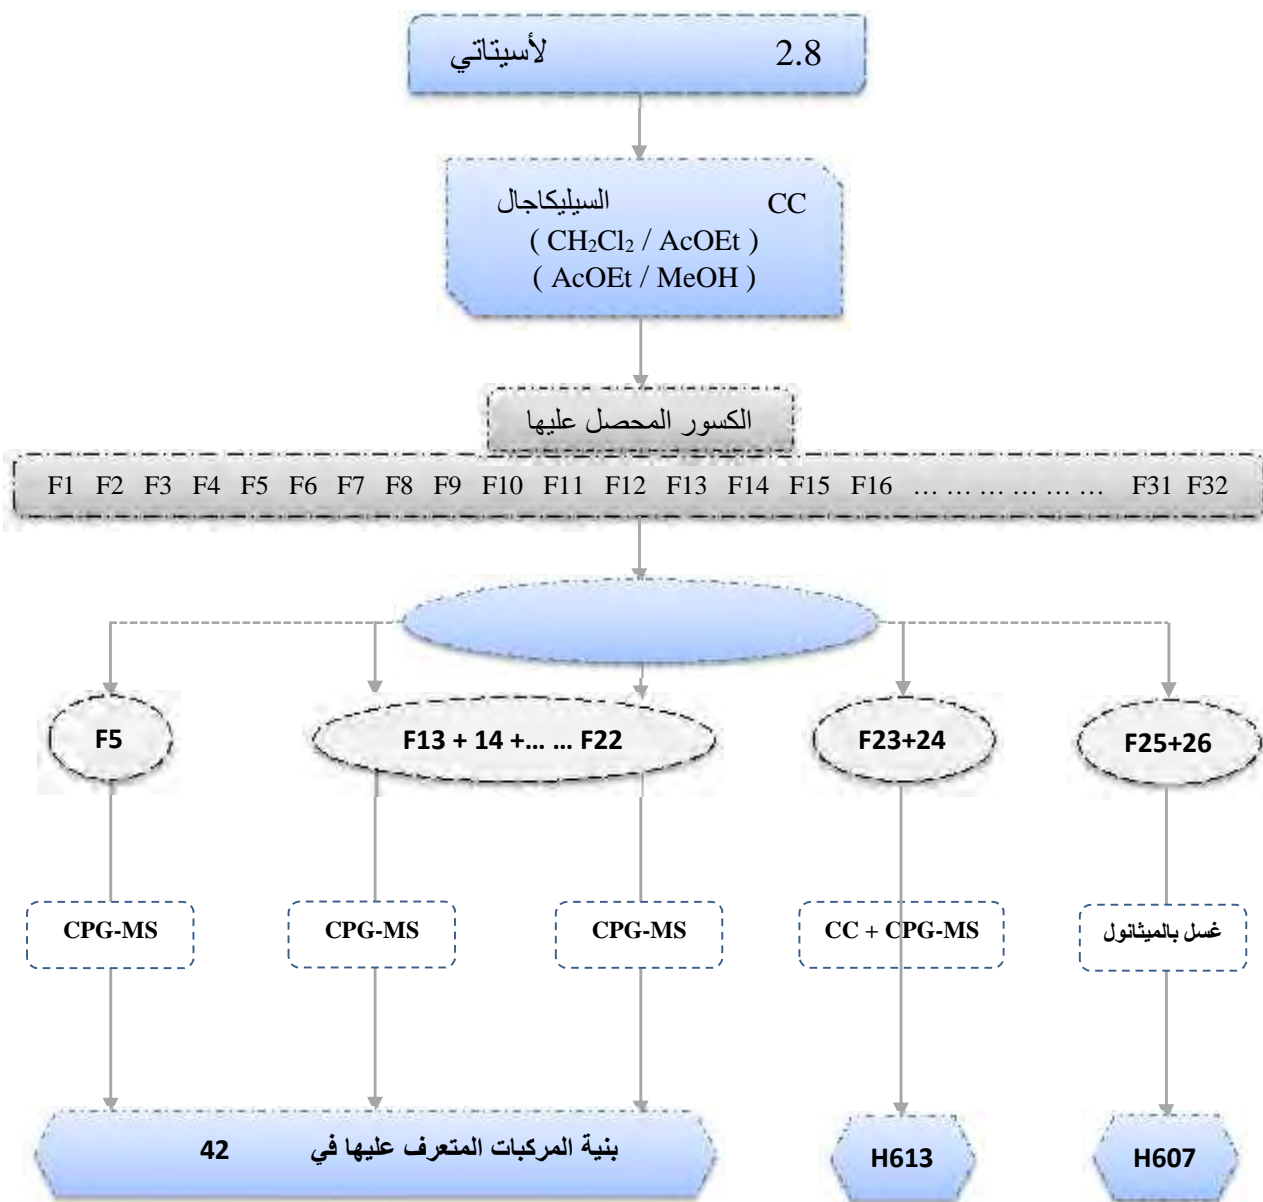 لأسيتاتي 2.8
السيليكاجال CC
( CH₂Cl₂ / AcOEt )
( AcOEt / MeOH )
الكسور المحصل عليها
F1 F2 F3 F4 F5 F6 F7 F8 F9 F10 F11 F12 F13 F14 F15 F16 ... ... ... ... ... ... F31 F32
F5
F13 + 14 +... ... F22
F23+24
F25+26
CPG-MS
CPG-MS
CPG-MS
CC + CPG-MS
غسل بالميثانول
بنية المركبات المتعرف عليها في 42
H613
H607